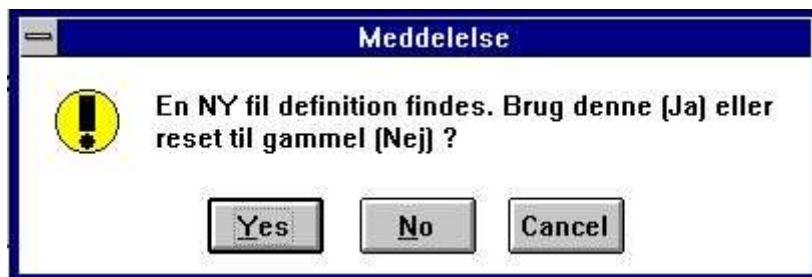 Meddelelse
En NY fil definition findes. Brug denne (Ja) eller
reset til gammel (Nej) ?
Yes No Cancel